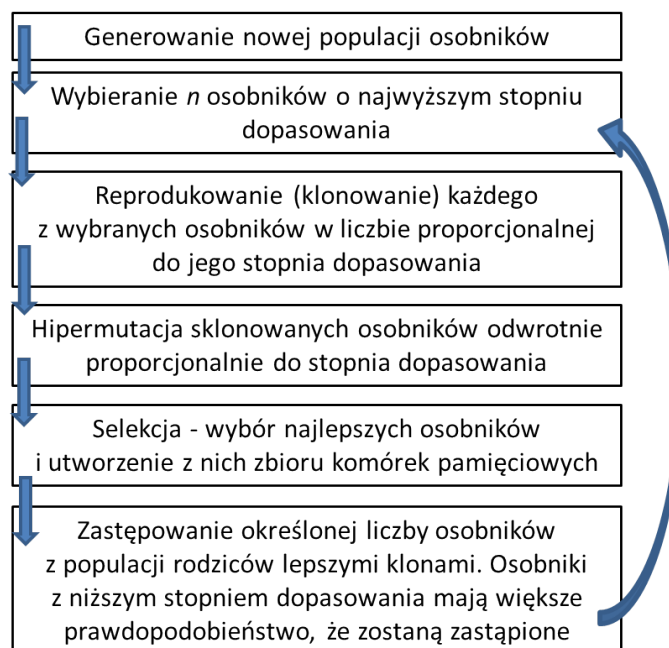 Generowanie nowej populacji osobników
Wybieranie n osobników o najwyższym stopniu
dopasowania
Reprodukowanie (klonowanie) każdego
z wybranych osobników w liczbie proporcjonalnej
do jego stopnia dopasowania
Hipermutacja sklonowanych osobników odwrotnie
proporcjonalnie do stopnia dopasowania
Selekcja - wybór najlepszych osobników
i utworzenie z nich zbioru komórek pamięciowych
Zastępowanie określonej liczby osobników
z populacji rodziców lepszymi klonami. Osobniki
z niższym stopniem dopasowania mają większe
prawdopodobieństwo, że zostaną zastąpione